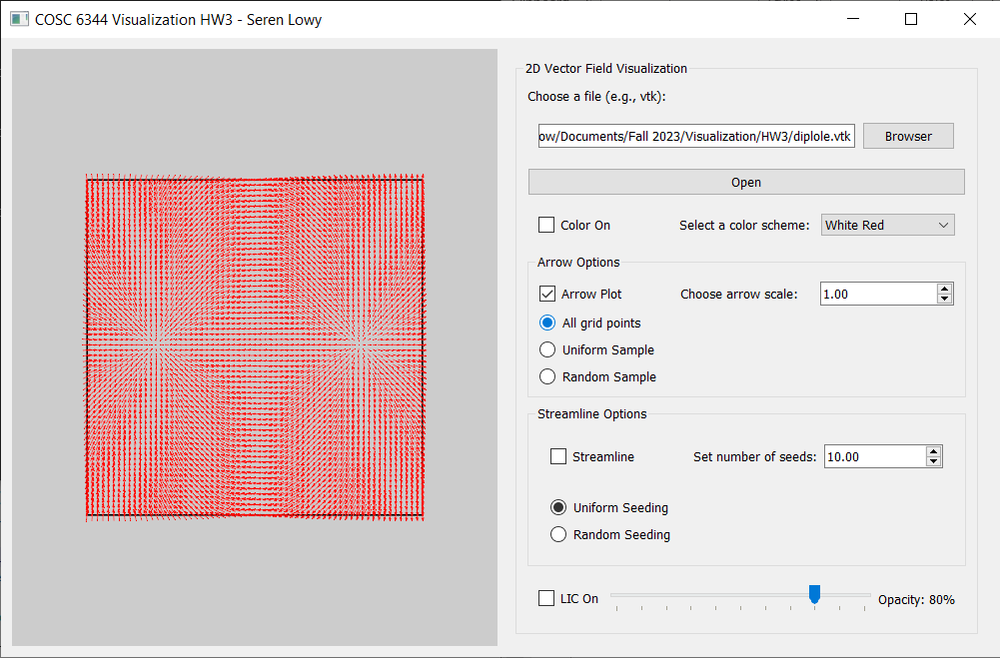 COSC 6344 Visualization HW3 - Seren Lowy
2D Vector Field Visualization
Choose a file (e.g., vtk):
ow/Documents/Fall 2023/Visualization/HW3/diplole.vtk
Browser
Open
Color On
Select a color scheme:
White Red
Arrow Options
Arrow Plot
Choose arrow scale:
1.00
All grid points
Uniform Sample
Random Sample
Streamline Options
Streamline
Set number of seeds:
10.00
Uniform Seeding
Random Seeding
LIC On
Opacity: 80%